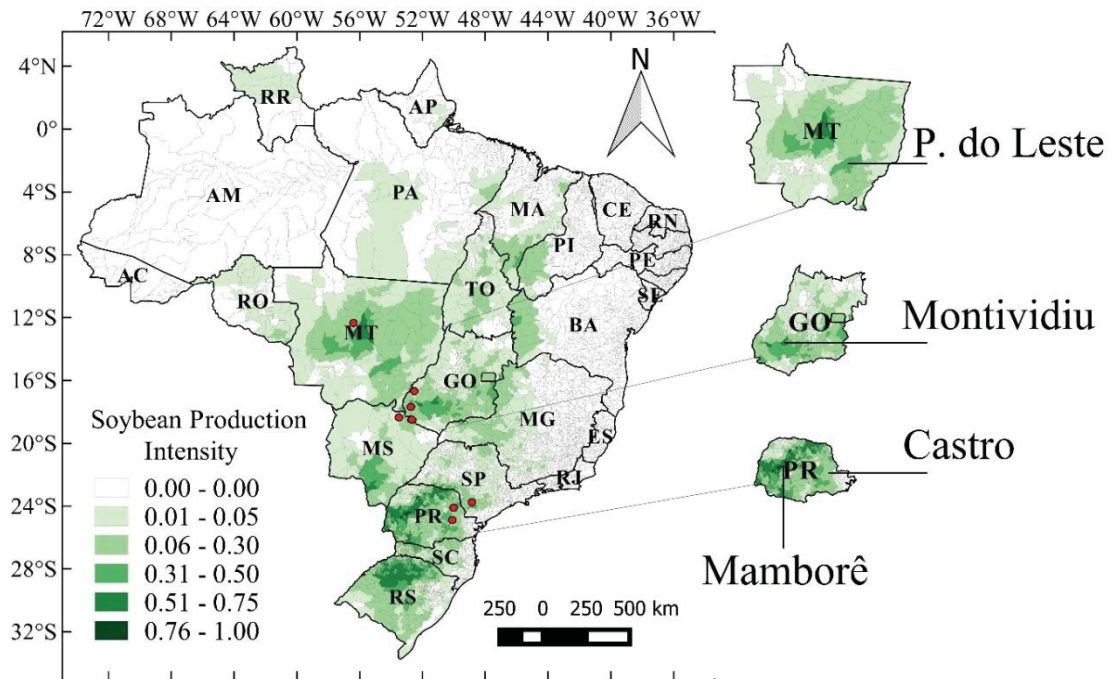 72°W 68°W 64°W 60°W 56°W 52°W 48°W 44°W 40°W 36°W
4°N
0°
4°S
8°S
12°S
16°S
20°S
24°S
28°S
32°S
N
RR
AP
AM
PA
MA
CE
RN
PI
PE
AC
SE
TO
RO
BA
MT
GO
MG
MS
ES
SP
RJ
PR
SC
RS
Soybean Production
Intensity
0.00 - 0.00
0.01 - 0.05
0.06 - 0.30
0.31 - 0.50
0.51 - 0.75
0.76 - 1.00
250 0 250 500 km
MT
P. do Leste
GO
Montividiu
PR
Castro
Mamborê